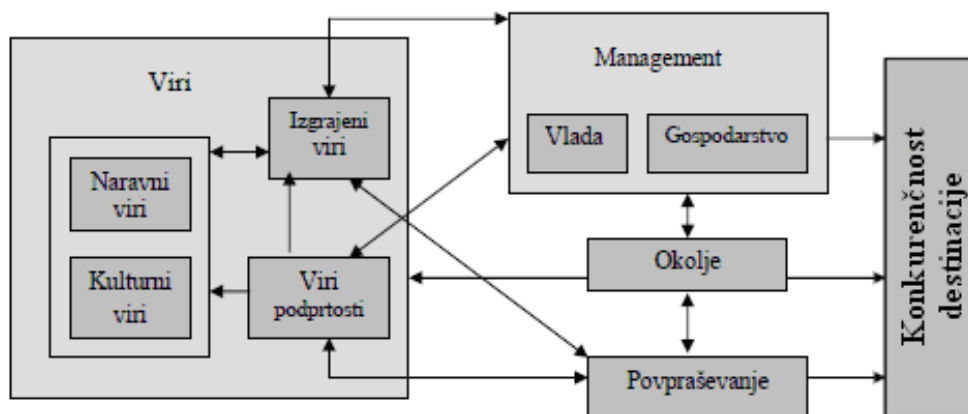 Viri
Izgrajeni
viri
Naravni
viri
Kulturni
viri
Viri
podprtosti
Management
Vlada
Gospodarstvo
Okolje
Povpraševanje
Konkurenčnost
destinacije